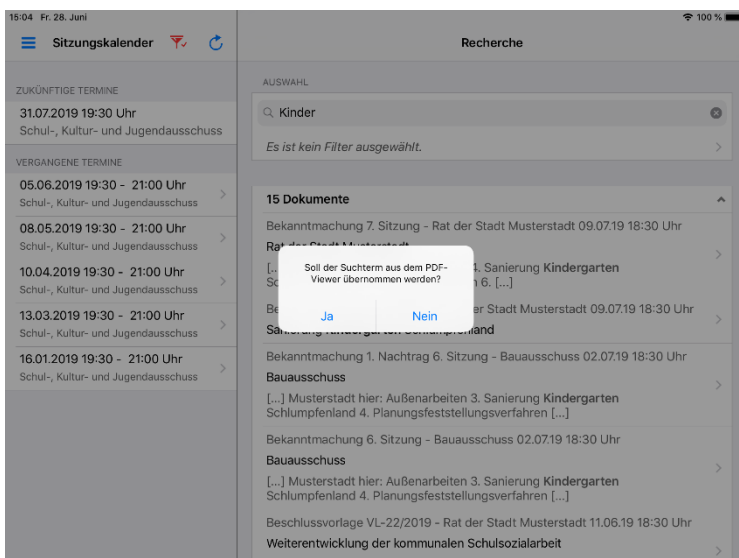 15:04 Fr. 28. Juni
100 %
Sitzungskalender
Recherche
ZUKÜNFTIGE TERMINE
31.07.2019 19:30 Uhr
Schul-, Kultur- und Jugendausschuss
VERGANGENE TERMINE
05.06.2019 19:30 - 21:00 Uhr
Schul-, Kultur- und Jugendausschuss
08.05.2019 19:30 - 21:00 Uhr
Schul-, Kultur- und Jugendausschuss
10.04.2019 19:30 - 21:00 Uhr
Schul-, Kultur- und Jugendausschuss
13.03.2019 19:30 - 21:00 Uhr
Schul-, Kultur- und Jugendausschuss
16.01.2019 19:30 - 21:00 Uhr
Schul-, Kultur- und Jugendausschuss
AUSWAHL
Kinder
Es ist kein Filter ausgewählt.
15 Dokumente
Bekanntmachung 7. Sitzung - Rat der Stadt Musterstadt 09.07.19 18:30 Uhr
Rat der Stadt Musterstadt
[... 4. Sanierung Kindergarten
6. [...]
Soll der Suchterm aus dem PDF-
Viewer übernommen werden?
Ja
Nein
der Stadt Musterstadt 09.07.19 18:30 Uhr
Sanierung Kindergarten Schlumpfenland
Bekanntmachung 1. Nachtrag 6. Sitzung - Bauausschuss 02.07.19 18:30 Uhr
Bauausschuss
[...] Musterstadt hier: Außenarbeiten 3. Sanierung Kindergarten
Schlumpfenland 4. Planungsfeststellungsverfahren [...]
Bekanntmachung 6. Sitzung - Bauausschuss 02.07.19 18:30 Uhr
Bauausschuss
[...] Musterstadt hier: Außenarbeiten 3. Sanierung Kindergarten
Schlumpfenland 4. Planungsfeststellungsverfahren [...]
Beschlussvorlage VL-22/2019 - Rat der Stadt Musterstadt 11.06.19 18:30 Uhr
Weiterentwicklung der kommunalen Schulsozialarbeit